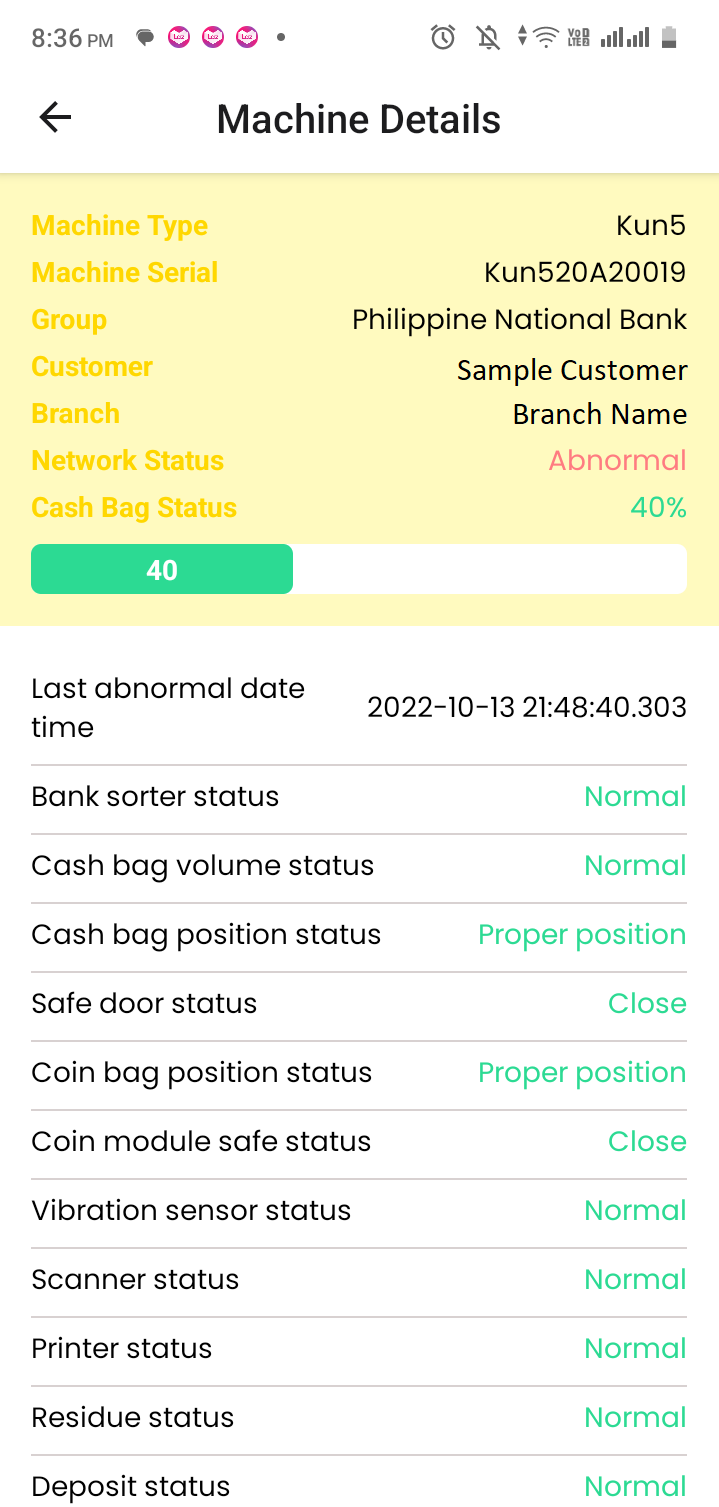 8:36 PM
VoD LTE2
Machine Details
Machine Type Kun5
Machine Serial Kun520A20019
Group Philippine National Bank
Customer Sample Customer
Branch Branch Name
Network Status Abnormal
Cash Bag Status 40%
40
Last abnormal date
time 2022-10-13 21:48:40.303
Bank sorter status Normal
Cash bag volume status Normal
Cash bag position status Proper position
Safe door status Close
Coin bag position status Proper position
Coin module safe status Close
Vibration sensor status Normal
Scanner status Normal
Printer status Normal
Residue status Normal
Deposit status Normal